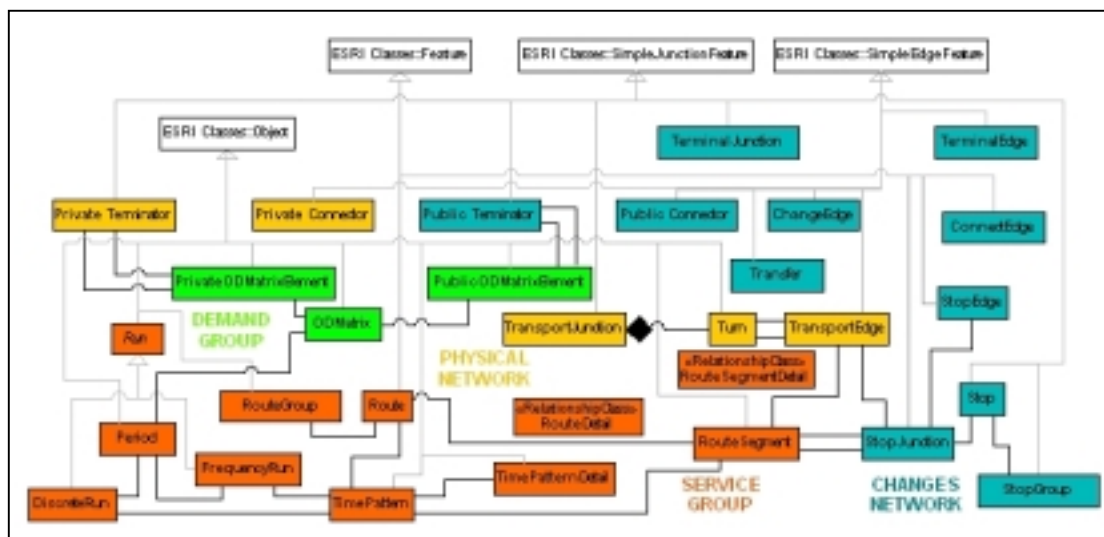 ESRI Classes::Feature
ESRI Classes::SimpleJunctionFeature
ESRI Classes::SimpleEdgeFeature
ESRI Classes::Object
TerminalJunction
TerminalEdge
Private Terminator
Private Connector
Public Terminator
Public Connector
ChangeEdge
ConnectEdge
PrivateODMatrixElement
PublicODMatrixElement
Transfer
StopEdge
DEMAND
GROUP
ODMatrix
TransportJunction
Turn
TransportEdge
Run
PHYSICAL
NETWORK
«RelationshipClass»
RouteSegmentDetail
RouteGroup
Route
«RelationshipClass»
RouteDetail
Stop
Period
RouteSegment
StopJunction
FrequencyRun
TimePatternDetail
SERVICE
GROUP
CHANGES
NETWORK
StopGroup
DiscreteRun
TimePattern